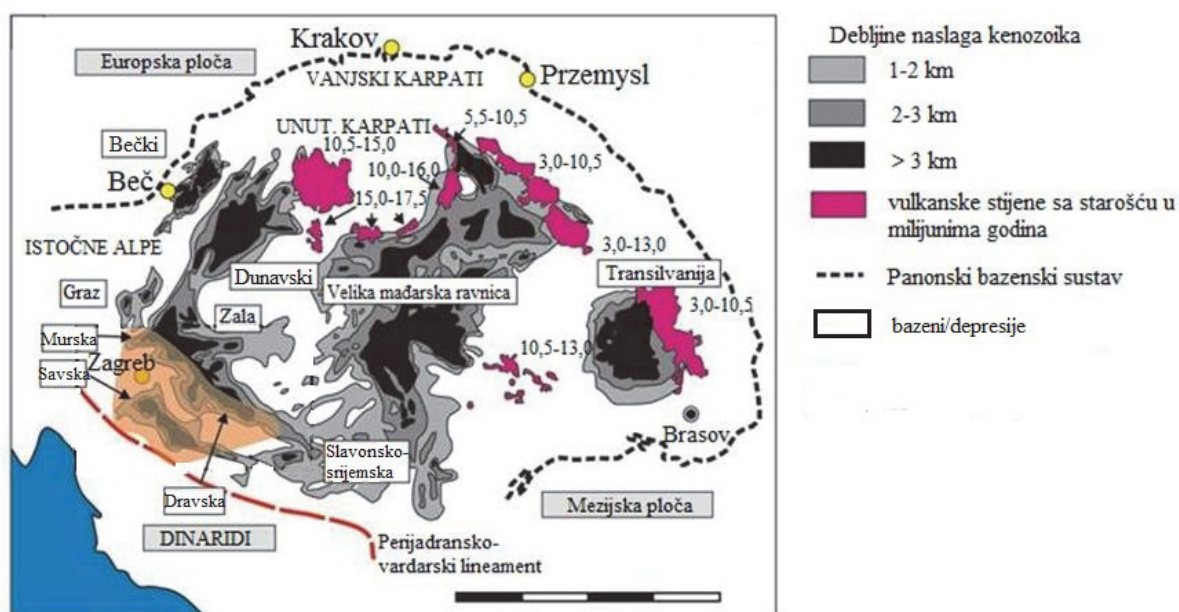 Krakov
Europska ploča
VANJSKI KARPATI
Przemysl
5,5-10,5
UNUT. KARPATI
Bečki
10,5-15,0
10,0-16,0
3,0-10,5
Beč
15,0-17,5
ISTOČNE ALPE
3,0-13,0
Dunavski
Transilvanija
Graz
Velika mađarska ravnica
Zala
3,0-10,5
Murska
Zagreb
10,5-13,0
Savska
Brasov
Slavonsko-
srijemska
Dravska
Mezijska ploča
DINARIDI
Perijadransko-
vardarski lineament
Debljine naslaga kenozoika
1-2 km
2-3 km
> 3 km
vulkanske stijene sa starošću u
milijunima godina
Panonski bazenski sustav
bazeni/depresije